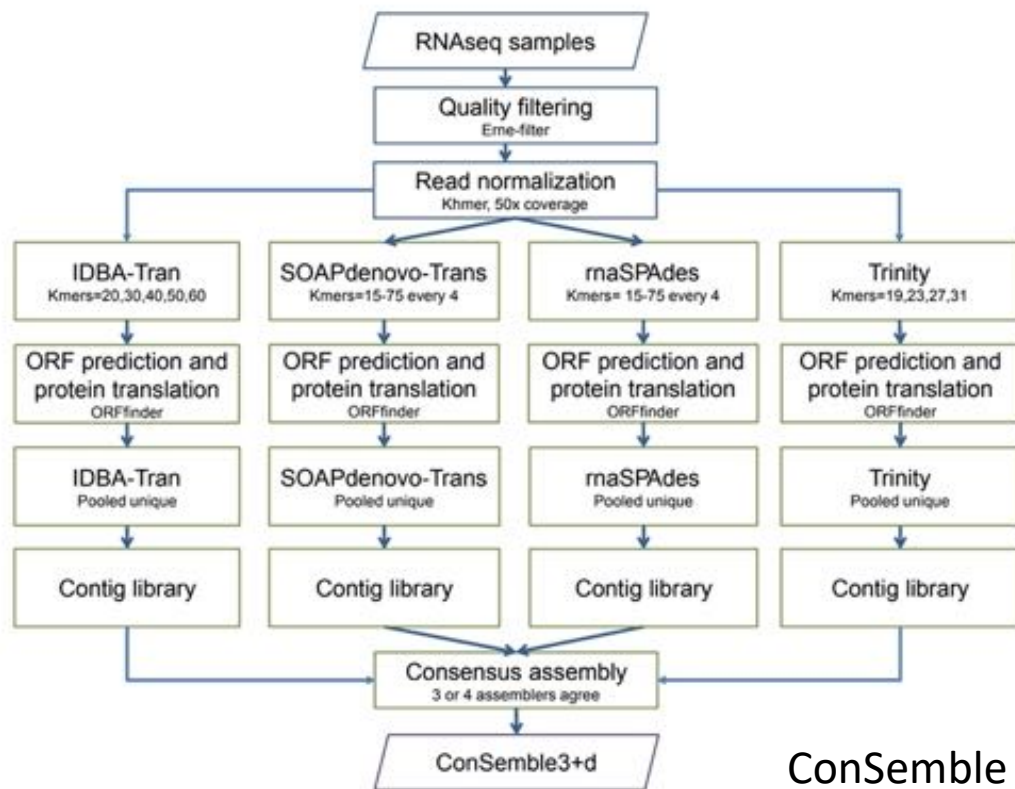 RNAseq samples
Quality filtering
Erne-filter
Read normalization
Khmer, 50x coverage
IDBA-Tran
Kmers=20,30,40,50,60
SOAPdenovo-Trans
Kmers=15-75 every 4
rnaSPAdes
Kmers= 15-75 every 4
Trinity
Kmers=19,23,27,31
ORF prediction and
protein translation
ORFfinder
ORF prediction and
protein translation
ORFfinder
ORF prediction and
protein translation
ORFfinder
ORF prediction and
protein translation
ORFfinder
IDBA-Tran
Pooled unique
SOAPdenovo-Trans
Pooled unique
rnaSPAdes
Pooled unique
Trinity
Pooled unique
Contig library
Contig library
Contig library
Contig library
Consensus assembly
3 or 4 assemblers agree
ConSemble3+d
ConSemble